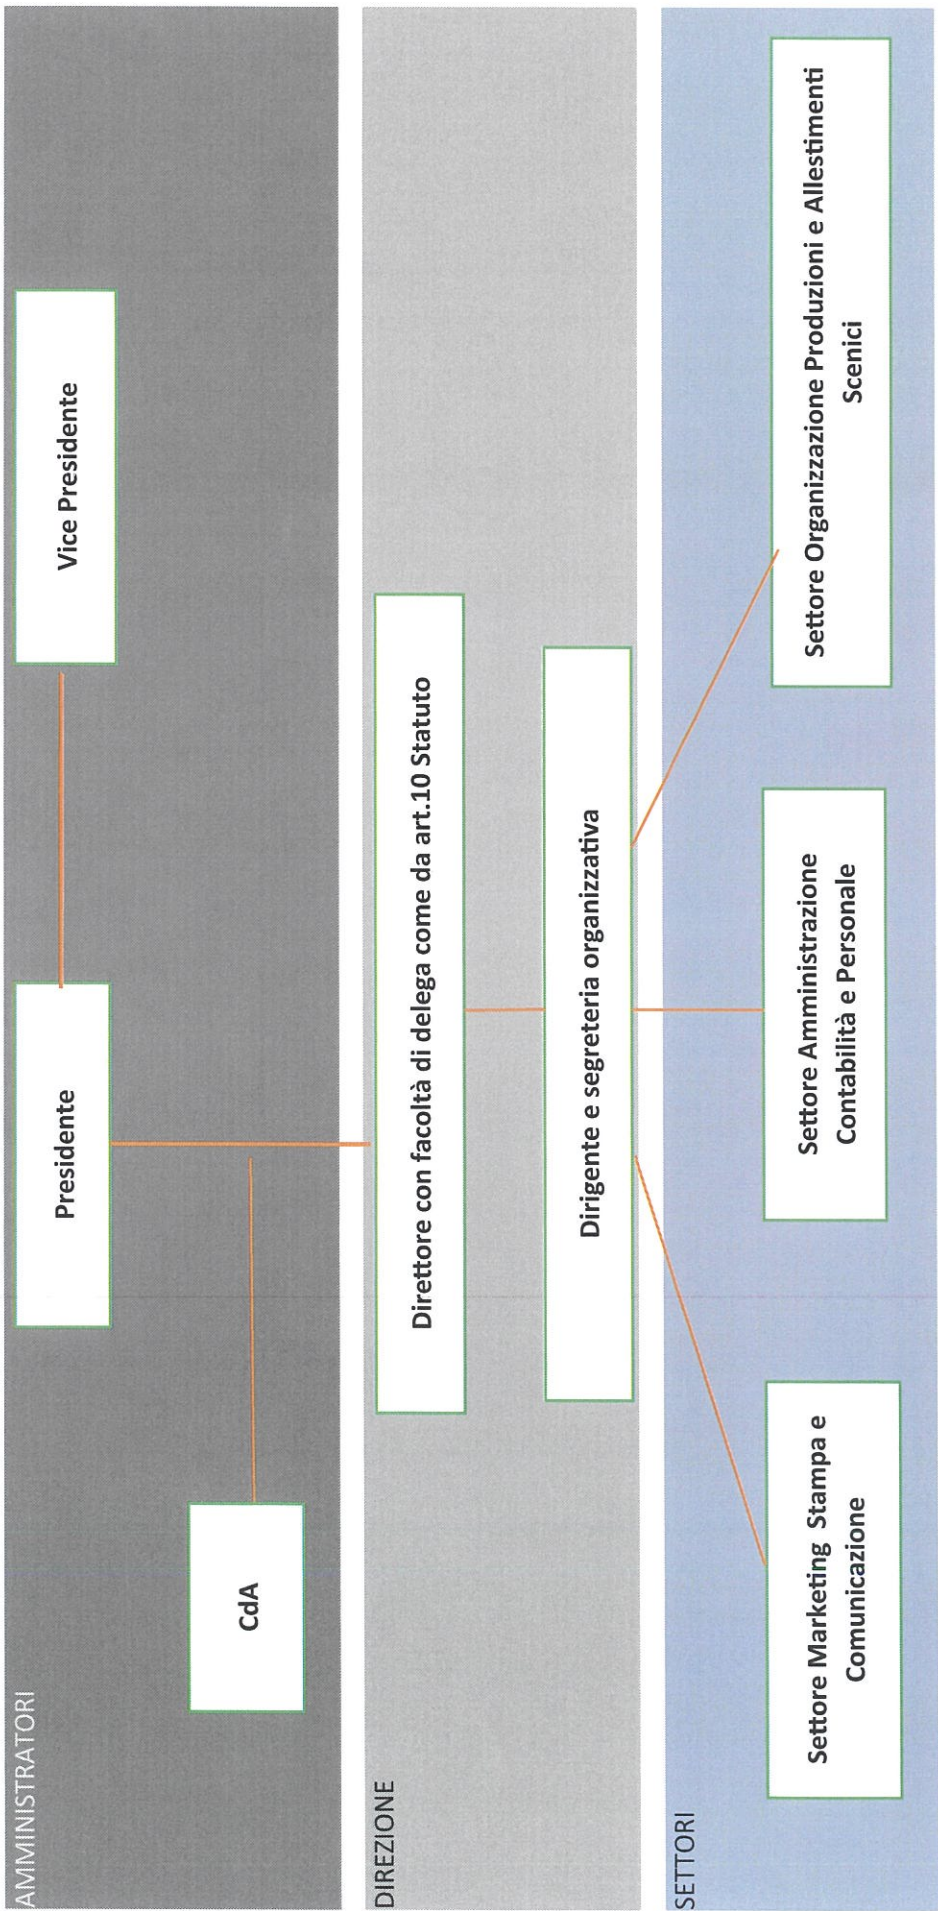 AMMINISTRATORI
Presidente
Vice Presidente
CdA
DIREZIONE
Direttore con facoltà di delega come da art.10 Statuto
Dirigente e segreteria organizzativa
SETTORI
Settore Marketing Stampa e
Comunicazione
Settore Amministrazione
Contabilità e Personale
Settore Organizzazione Produzioni e Allestimenti
Scenici